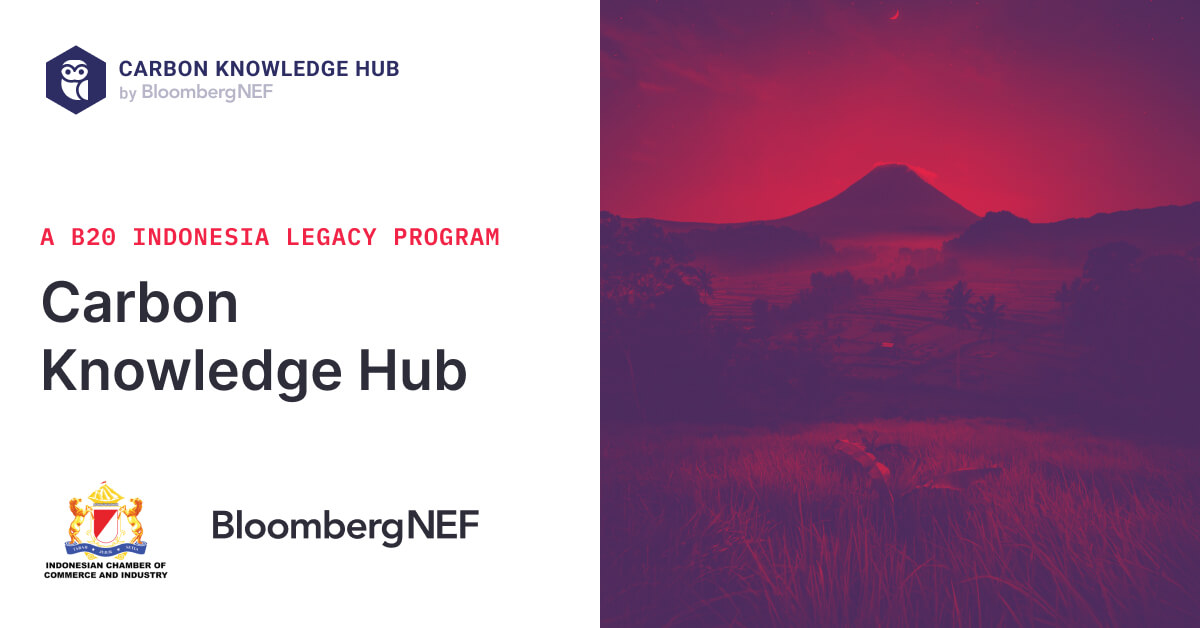 CARBON KNOWLEDGE HUB
by BloombergNEF
A B20 INDONESIA LEGACY PROGRAM
Carbon
Knowledge Hub
BloombergNEF
INDONESIAN CHAMBER OF
COMMERCE AND INDUSTRY